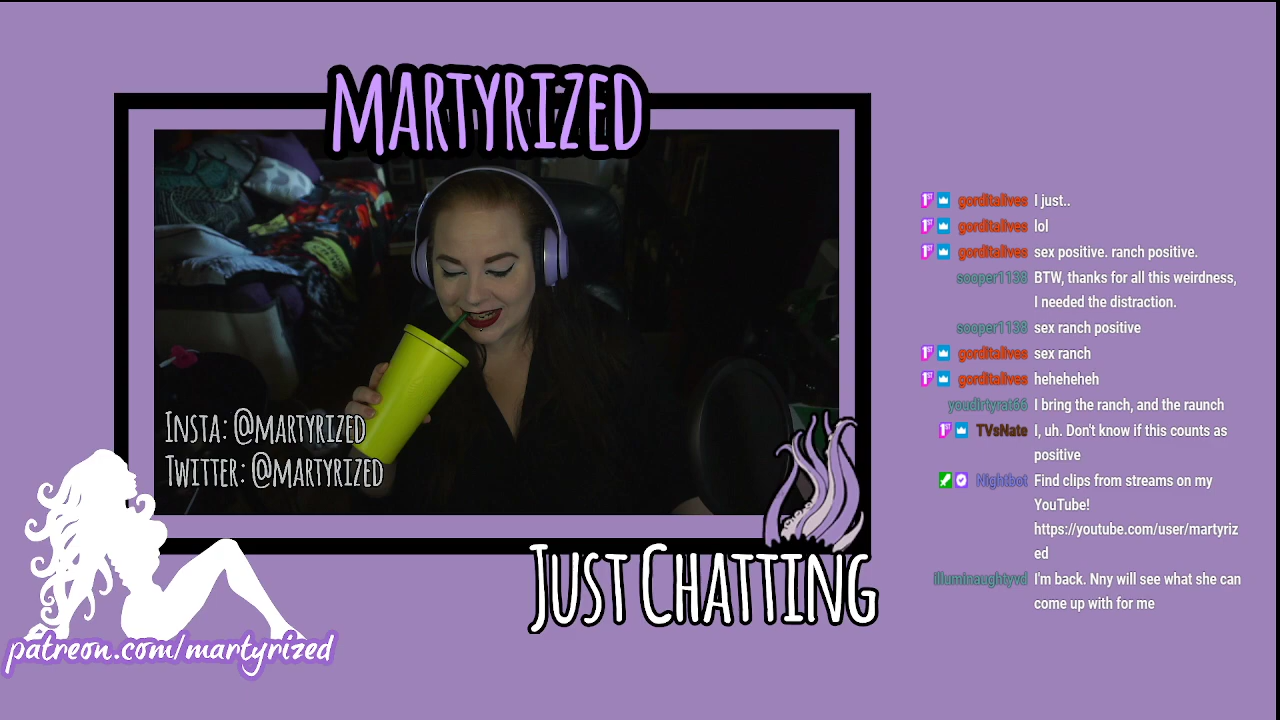 MARTYRIZED
INSTA: @MARTYRIZED
TWITTER: @MARTYRIZED
JUST CHATTING
patreon.com/martyrized
gorditalives I just..
gorditalives lol
gorditalives sex positive. ranch positive.
sooper1138 BTW, thanks for all this weirdness,
I needed the distraction.
sooper1138 sex ranch positive
gorditalives sex ranch
gorditalives heheheheh
youdirtyrat66 I bring the ranch, and the raunch
TVsNate I, uh. Don't know if this counts as
positive
Nightbot Find clips from streams on my
YouTube!
https://youtube.com/user/martyriz
ed
illuminaughtyvd I'm back. Nny will see what she can
come up with for me